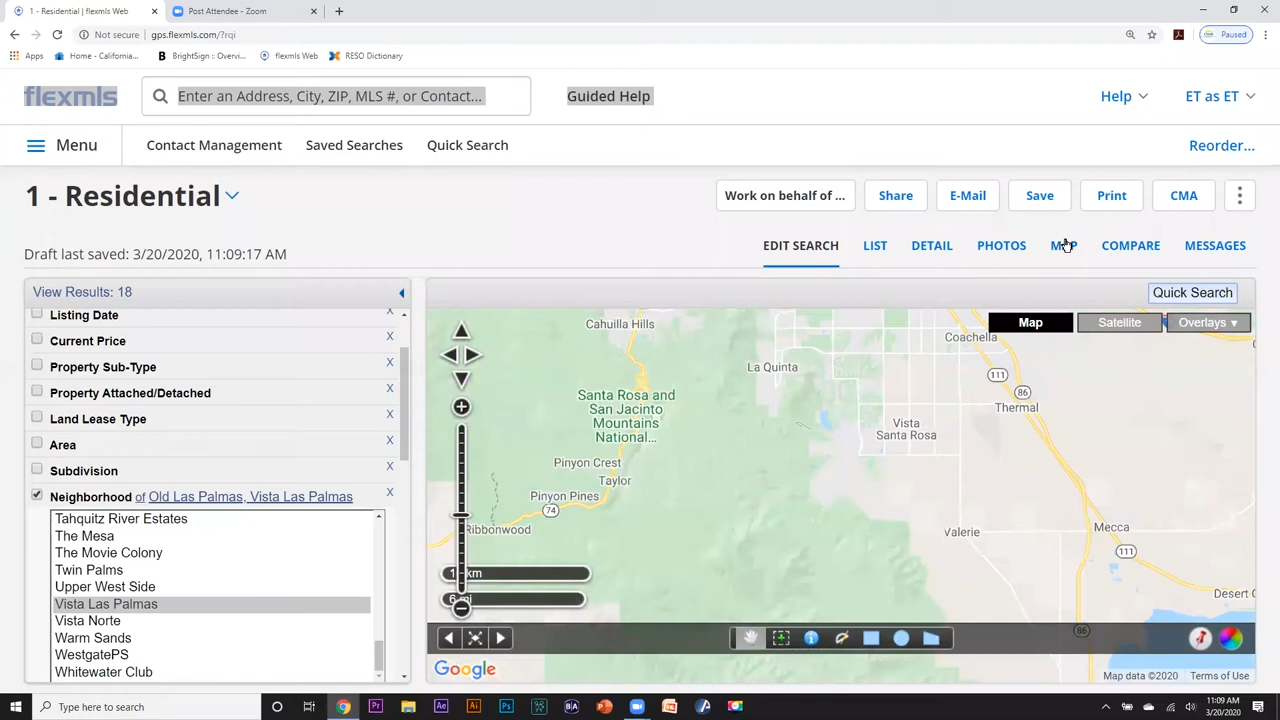 1 - Residential | flexmls Web
Post Attendee - Zoom
Not secure | gps.flexmls.com/?rqi
Paused
Apps
Home - California...
BrightSign :: Overvi...
flexmls Web
RESO Dictionary
flexmls
Enter an Address, City, ZIP, MLS #, or Contact...
Guided Help
Help
ET as ET
Menu
Contact Management
Saved Searches
Quick Search
Reorder...
1 - Residential
Work on behalf of ...
Share
E-Mail
Save
Print
CMA
Draft last saved: 3/20/2020, 11:09:17 AM
EDIT SEARCH
LIST
DETAIL
PHOTOS
MAP
COMPARE
MESSAGES
View Results: 18
Listing Date X
Current Price X
Property Sub-Type X
Property Attached/Detached X
Land Lease Type X
Area X
Subdivision X
Neighborhood of Old Las Palmas, Vista Las Palmas X
Tahquitz River Estates
The Mesa
The Movie Colony
Twin Palms
Upper West Side
Vista Las Palmas
Vista Norte
Warm Sands
WestgatePS
Whitewater Club
Quick Search
Map
Satellite
Overlays ▾
Cahuilla Hills
Coachella
La Quinta
111
86
Thermal
Santa Rosa and
San Jacinto
Mountains
National...
Vista
Santa Rosa
Pinyon Crest
Taylor
Pinyon Pines
74
Ribbonwood
Valerie
Mecca
111
km
mi
Desert
86
Google
Map data ©2020
Terms of Use
Type here to search
Pr
Ae
Ai
Ps
B|A
11:09 AM
3/20/2020